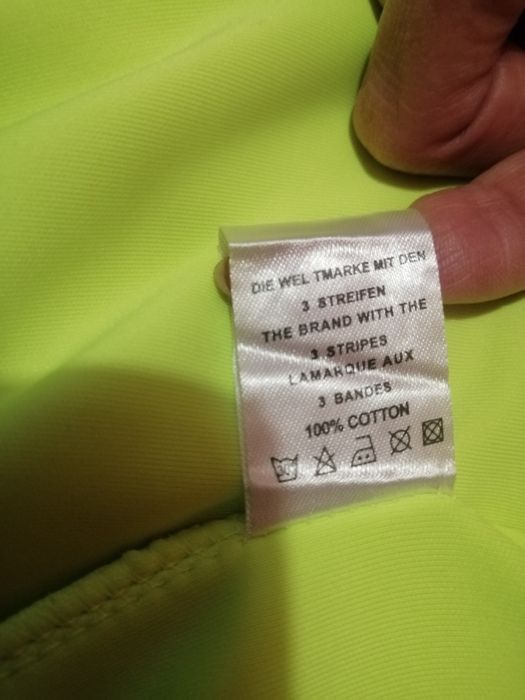 DIE WEL TMARKE MIT DEN
3 STREIFEN
THE BRAND WITH THE
3 STRIPES
LAMARQUE AUX
3 BANDES
100% COTTON